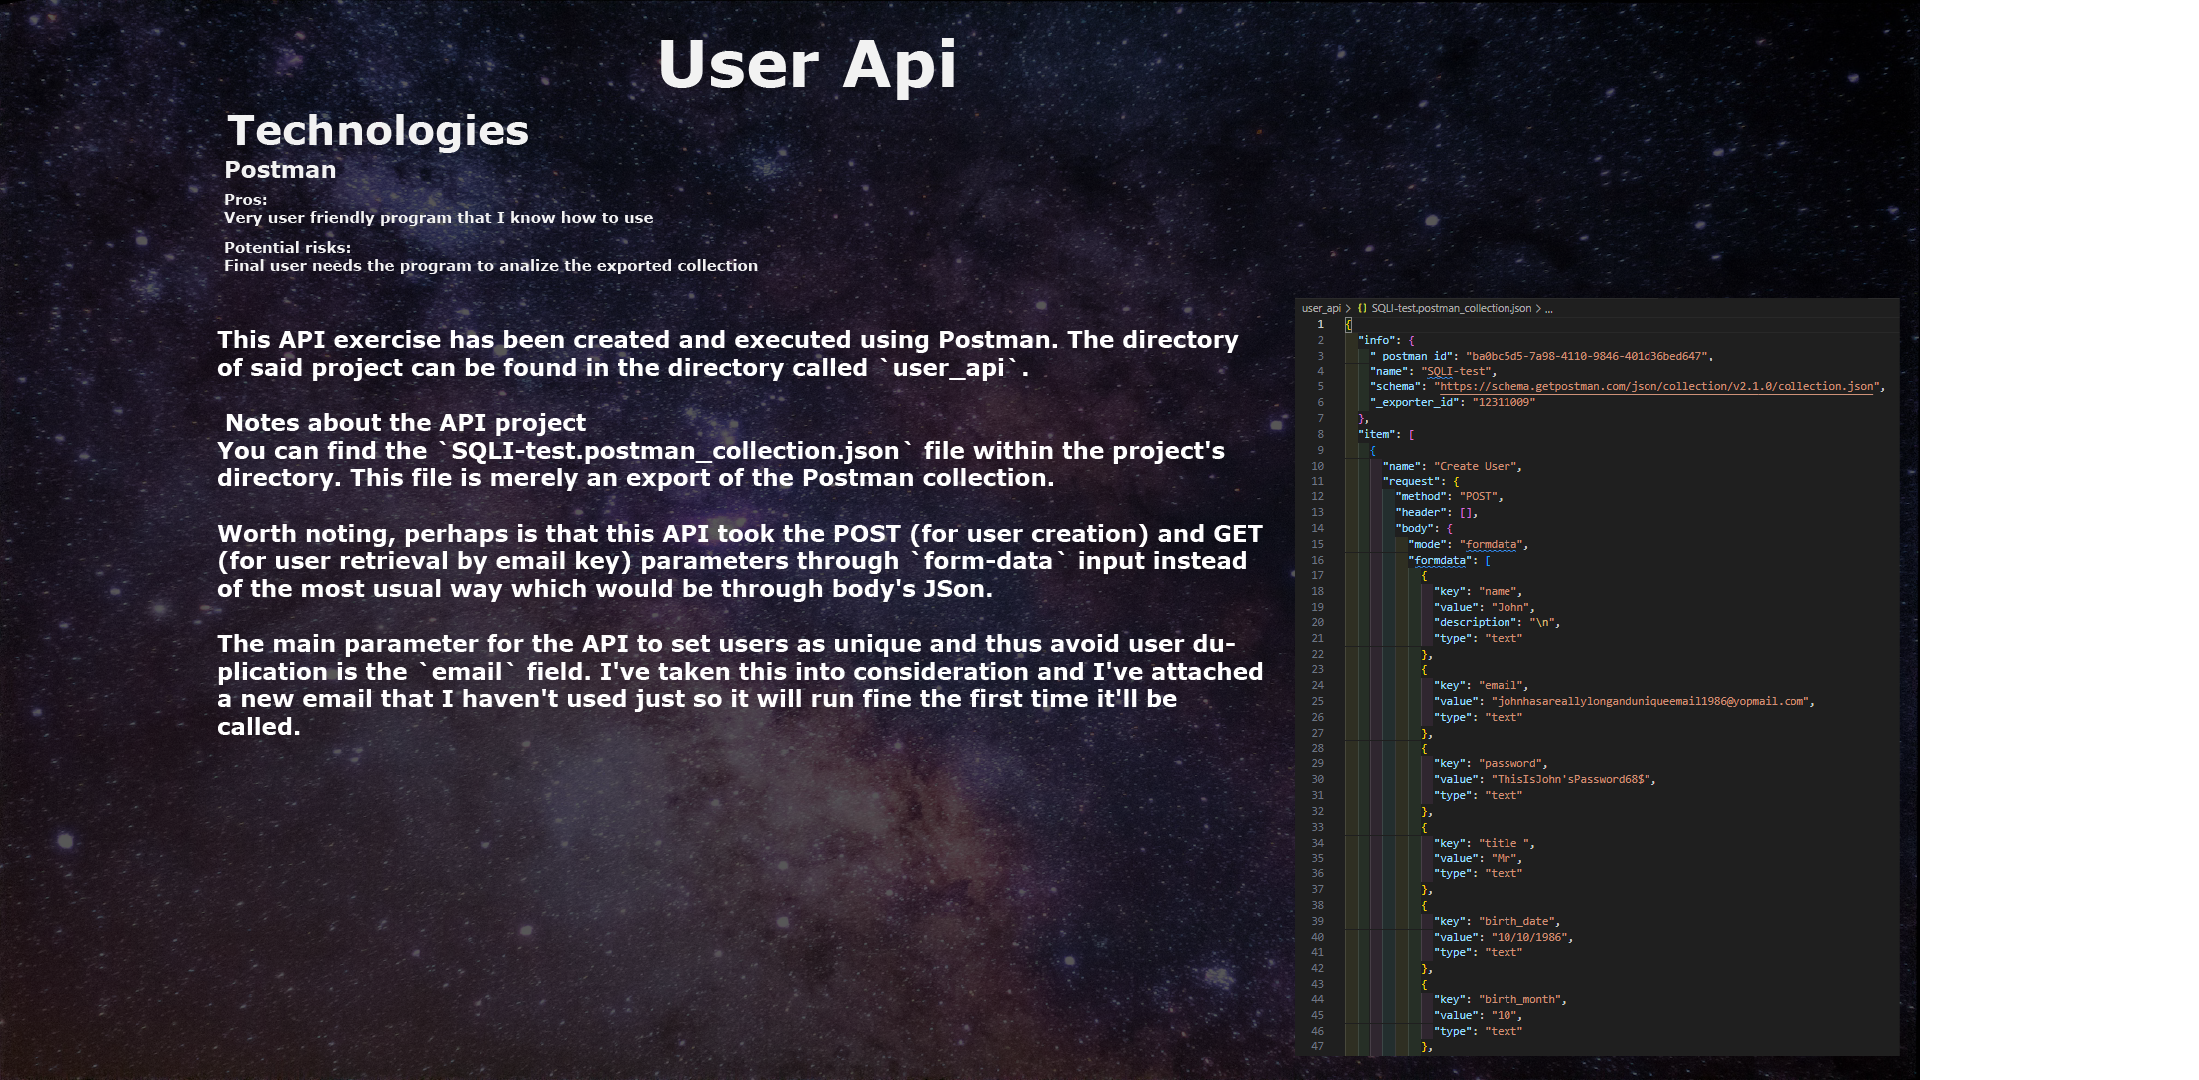 User Api
Technologies
Postman
Pros:
Very user friendly program that I know how to use
Potential risks:
Final user needs the program to analize the exported collection
This API exercise has been created and executed using Postman. The directory
of said project can be found in the directory called `user_api`.
Notes about the API project
You can find the `SQLI-test.postman_collection.json` file within the project's
directory. This file is merely an export of the Postman collection.
Worth noting, perhaps is that this API took the POST (for user creation) and GET
(for user retrieval by email key) parameters through `form-data` input instead
of the most usual way which would be through body's JSon.
The main parameter for the API to set users as unique and thus avoid user du-
plication is the `email` field. I've taken this into consideration and I've attached
a new email that I haven't used just so it will run fine the first time it'll be
called.
user_api > {} SQLI-test.postman_collection.json > ...
1 {
2 "info": {
3 "_postman_id": "ba0bc5d5-7a98-4110-9846-401c36bed647",
4 "name": "SQLI-test",
5 "schema": "https://schema.getpostman.com/json/collection/v2.1.0/collection.json",
6 "_exporter_id": "12311009"
7 },
8 "item": [
9 {
10 "name": "Create User",
11 "request": {
12 "method": "POST",
13 "header": [],
14 "body": {
15 "mode": "formdata",
16 "formdata": [
17 {
18 "key": "name",
19 "value": "John",
20 "description": "\n",
21 "type": "text"
22 },
23 {
24 "key": "email",
25 "value": "johnhasareallylonganduniqueemail1986@yopmail.com",
26 "type": "text"
27 },
28 {
29 "key": "password",
30 "value": "ThisIsJohn'sPassword68$",
31 "type": "text"
32 },
33 {
34 "key": "title ",
35 "value": "Mr",
36 "type": "text"
37 },
38 {
39 "key": "birth_date",
40 "value": "10/10/1986",
41 "type": "text"
42 },
43 {
44 "key": "birth_month",
45 "value": "10",
46 "type": "text"
47 },